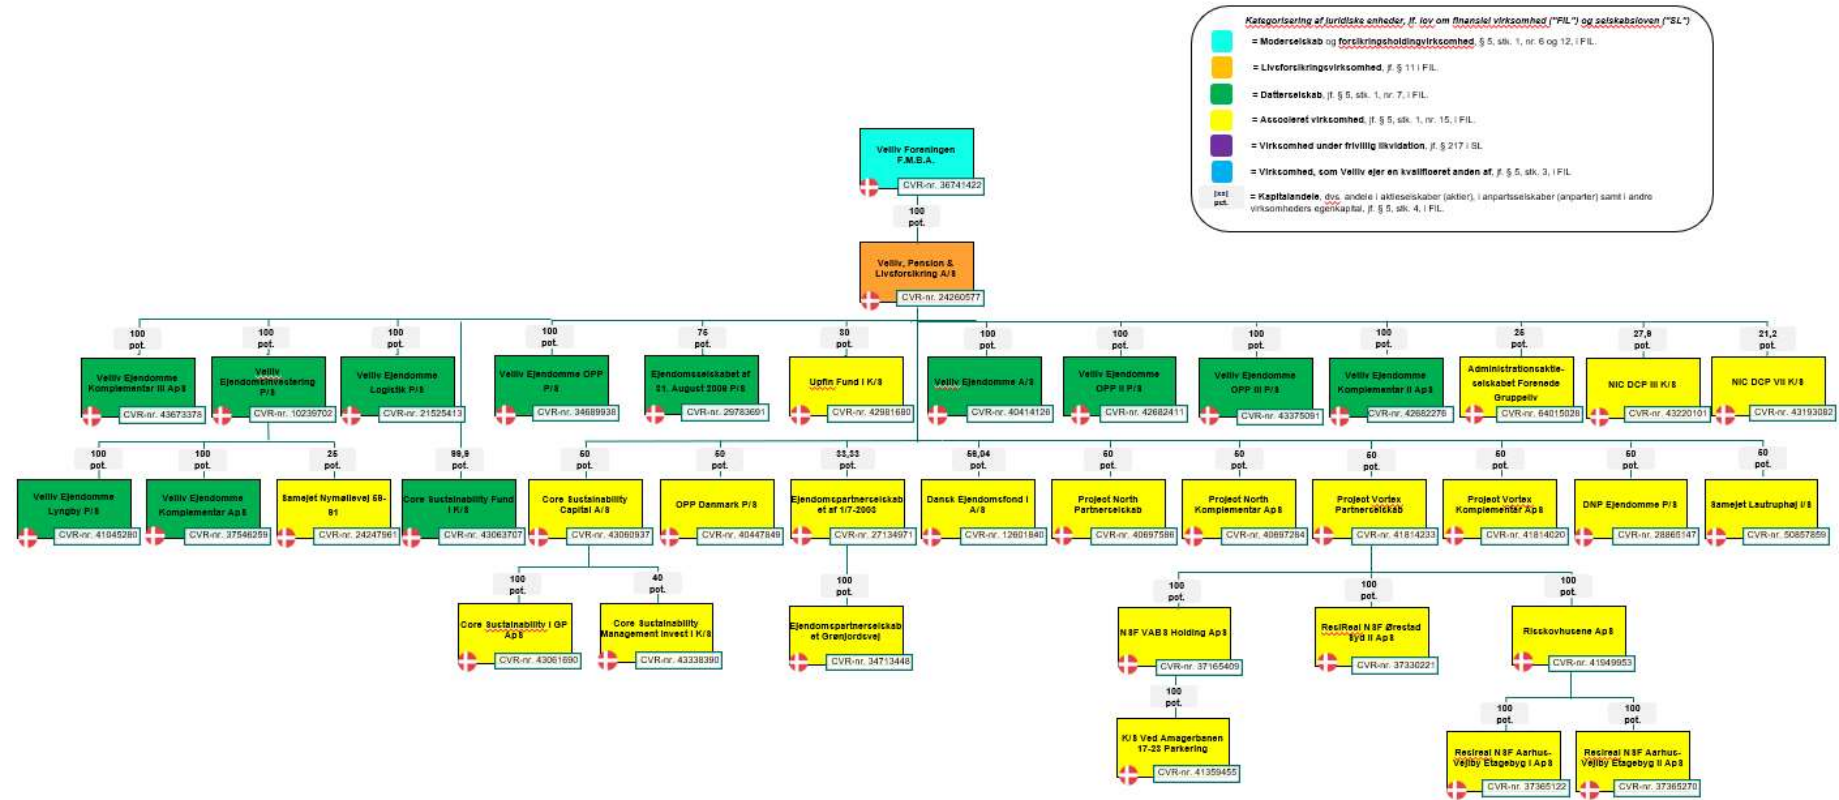 Kategorisering af juridiske enheder, jf. lov om finansiel virksomhed ("FIL") og selskabsloven ("SL")
= Moderselskab og forsikringsholdingvirksomhed, § 5, stk. 1, nr. 6 og 12, i FIL.
= Livsforsikringsvirksomhed, jf. § 11 i FIL.
= Datterselskab, jf. § 5, stk. 1, nr. 7, i FIL.
= Associeret virksomhed, jf. § 5, stk. 1, nr. 15, i FIL.
= Virksomhed under frivillig likvidation, jf. § 217 i SL
= Virksomhed, som Velliv ejer en kvalificeret anden af, jf. § 5, stk. 3, i FIL
[xx]
pct.
= Kapitalandele, dvs. andele i aktieselskaber (aktier), i anpartsselskaber (anparter) samt i andre
virksomheders egenkapital, jf. § 5, stk. 4, i FIL.
Velliv Foreningen
F.M.B.A.
CVR-nr. 36741422
100
pct.
Velliv, Pension &
Livsforsikring A/S
CVR-nr. 24260577
100
pct.
Velliv Ejendomme
Komplementar III ApS
CVR-nr. 43673378
100
pct.
Velliv
Ejendomsinvestering
P/S
CVR-nr. 10239702
100
pct.
Velliv Ejendomme
Logistik P/S
CVR-nr. 21525413
100
pct.
Velliv Ejendomme OPP
P/S
CVR-nr. 34689938
75
pct.
Ejendomsselskabet af
31. August 2009 P/S
CVR-nr. 29783691
30
pct.
Upfin Fund I K/S
CVR-nr. 42981680
100
pct.
Velliv Ejendomme A/S
CVR-nr. 40414126
100
pct.
Velliv Ejendomme
OPP II P/S
CVR-nr. 42682411
100
pct.
Velliv Ejendomme
OPP III P/S
CVR-nr. 43375091
100
pct.
Velliv Ejendomme
Komplementar II ApS
CVR-nr. 42682276
25
pct.
Administrationsaktie-
selskabet Forenede
Gruppeliv
CVR-nr. 64015028
27,9
pct.
NIC DCP III K/S
CVR-nr. 43220101
21,2
pct.
NIC DCP VII K/S
CVR-nr. 43193082
100
pct.
Velliv Ejendomme
Lyngby P/S
CVR-nr. 41045280
100
pct.
Velliv Ejendomme
Komplementar ApS
CVR-nr. 37546259
25
pct.
Samejet Nymøllevej 59-
91
CVR-nr. 24247961
99,9
pct.
Core Sustainability Fund
I K/S
CVR-nr. 43063707
50
pct.
Core Sustainability
Capital A/S
CVR-nr. 43060937
50
pct.
OPP Danmark P/S
CVR-nr. 40447849
33,33
pct.
Ejendomspartnerselskab
et af 1/7-2003
CVR-nr. 27134971
56,04
pct.
Dansk Ejendomsfond I
A/S
CVR-nr. 12601840
50
pct.
Project North
Partnerselskab
CVR-nr. 40697586
50
pct.
Project North
Komplementar ApS
CVR-nr. 40697284
50
pct.
Project Vortex
Partnerselskab
CVR-nr. 41814233
50
pct.
Project Vortex
Komplementar ApS
CVR-nr. 41814020
50
pct.
DNP Ejendomme P/S
CVR-nr. 28865147
50
pct.
Samejet Lautruphøj I/S
CVR-nr. 50857859
100
pct.
Core Sustainability I GP
ApS
CVR-nr. 43061690
40
pct.
Core Sustainability
Management Invest I K/S
CVR-nr. 43338390
100
pct.
Ejendomspartnerselskab
et Grønjordsvej
CVR-nr. 34713448
100
pct.
NSF VABS Holding ApS
CVR-nr. 37165409
100
pct.
ResiReal NSF Ørestad
Syd II ApS
CVR-nr. 37330221
100
pct.
Risskovhusene ApS
CVR-nr. 41949953
100
pct.
K/S Ved Amagerbanen
17-23 Parkering
CVR-nr. 41359455
100
pct.
Resireal NSF Aarhus-
Vejlby Etagebyg I ApS
CVR-nr. 37365122
100
pct.
Resireal NSF Aarhus-
Vejlby Etagebyg II ApS
CVR-nr. 37365270